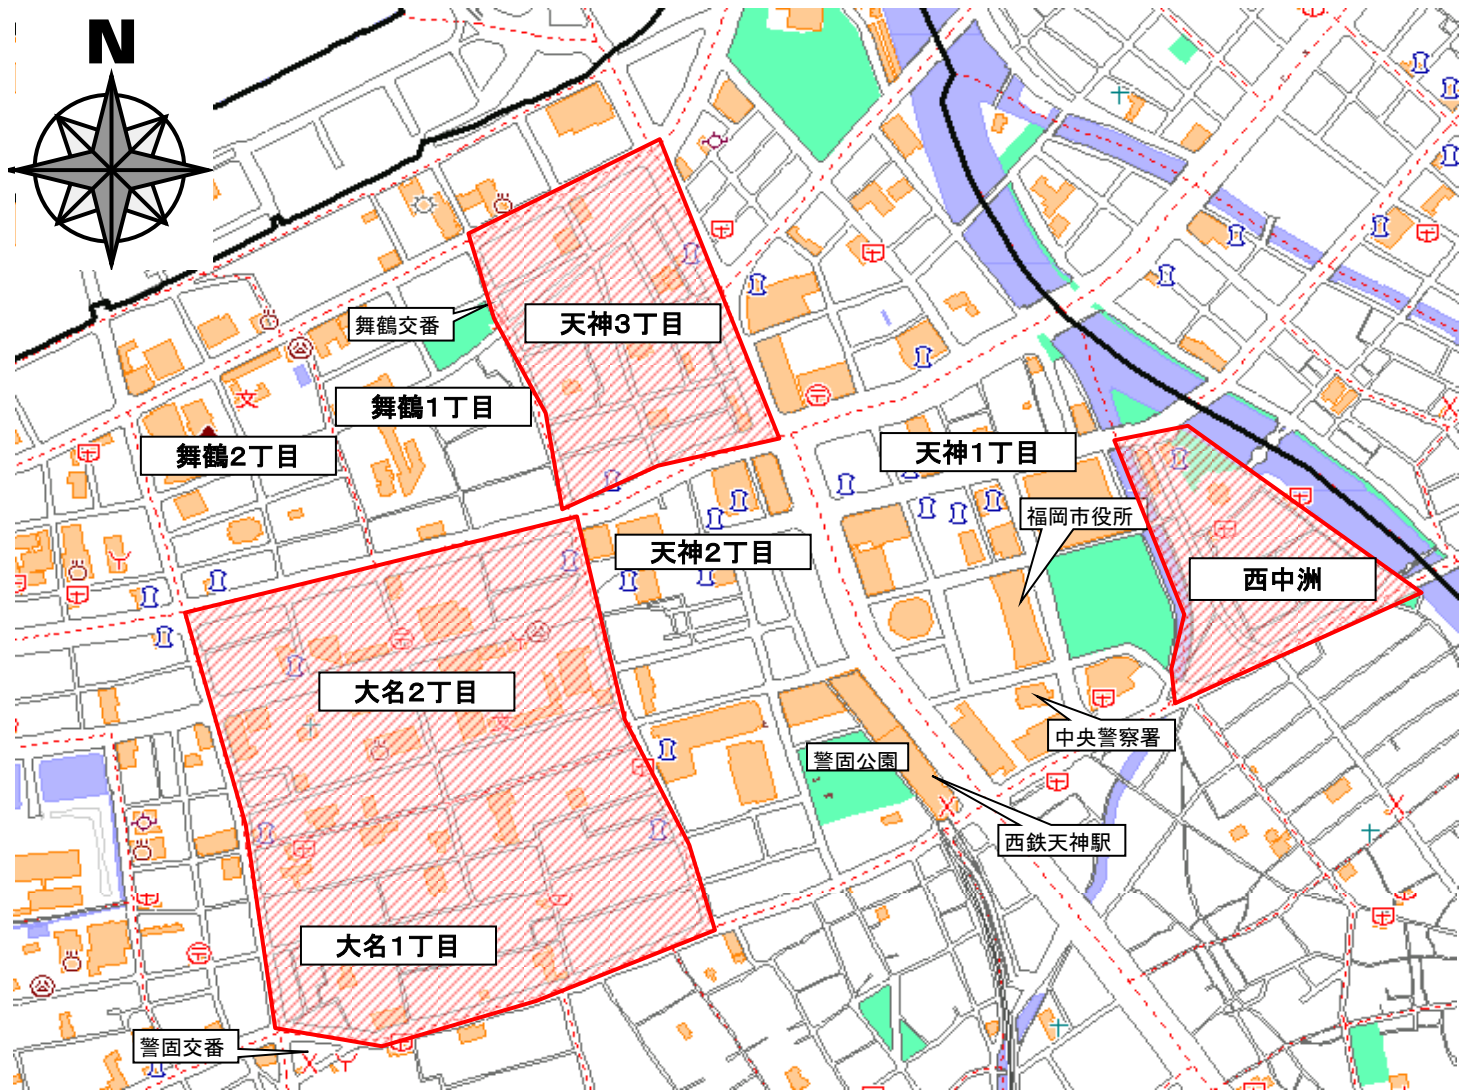 N
舞鶴交番
天神3丁目
舞鶴1丁目
舞鶴2丁目
天神1丁目
福岡市役所
天神2丁目
西中洲
大名2丁目
中央警察署
警固公園
西鉄天神駅
大名1丁目
警固交番